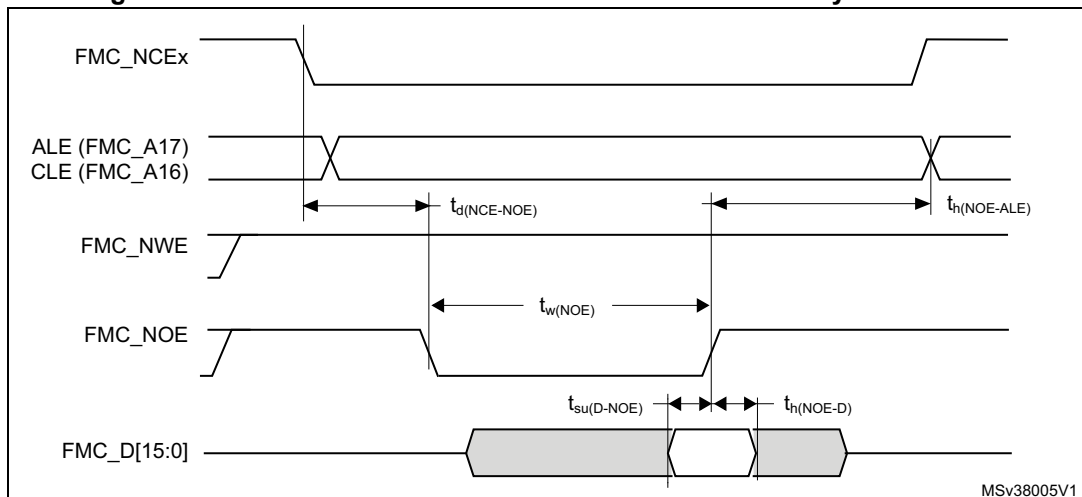 FMC_NCEx
ALE (FMC_A17)
CLE (FMC_A16)
td(NCE-NOE)
th(NOE-ALE)
FMC_NWE
tw(NOE)
FMC_NOE
tsu(D-NOE)
th(NOE-D)
FMC_D[15:0]
MSv38005V1